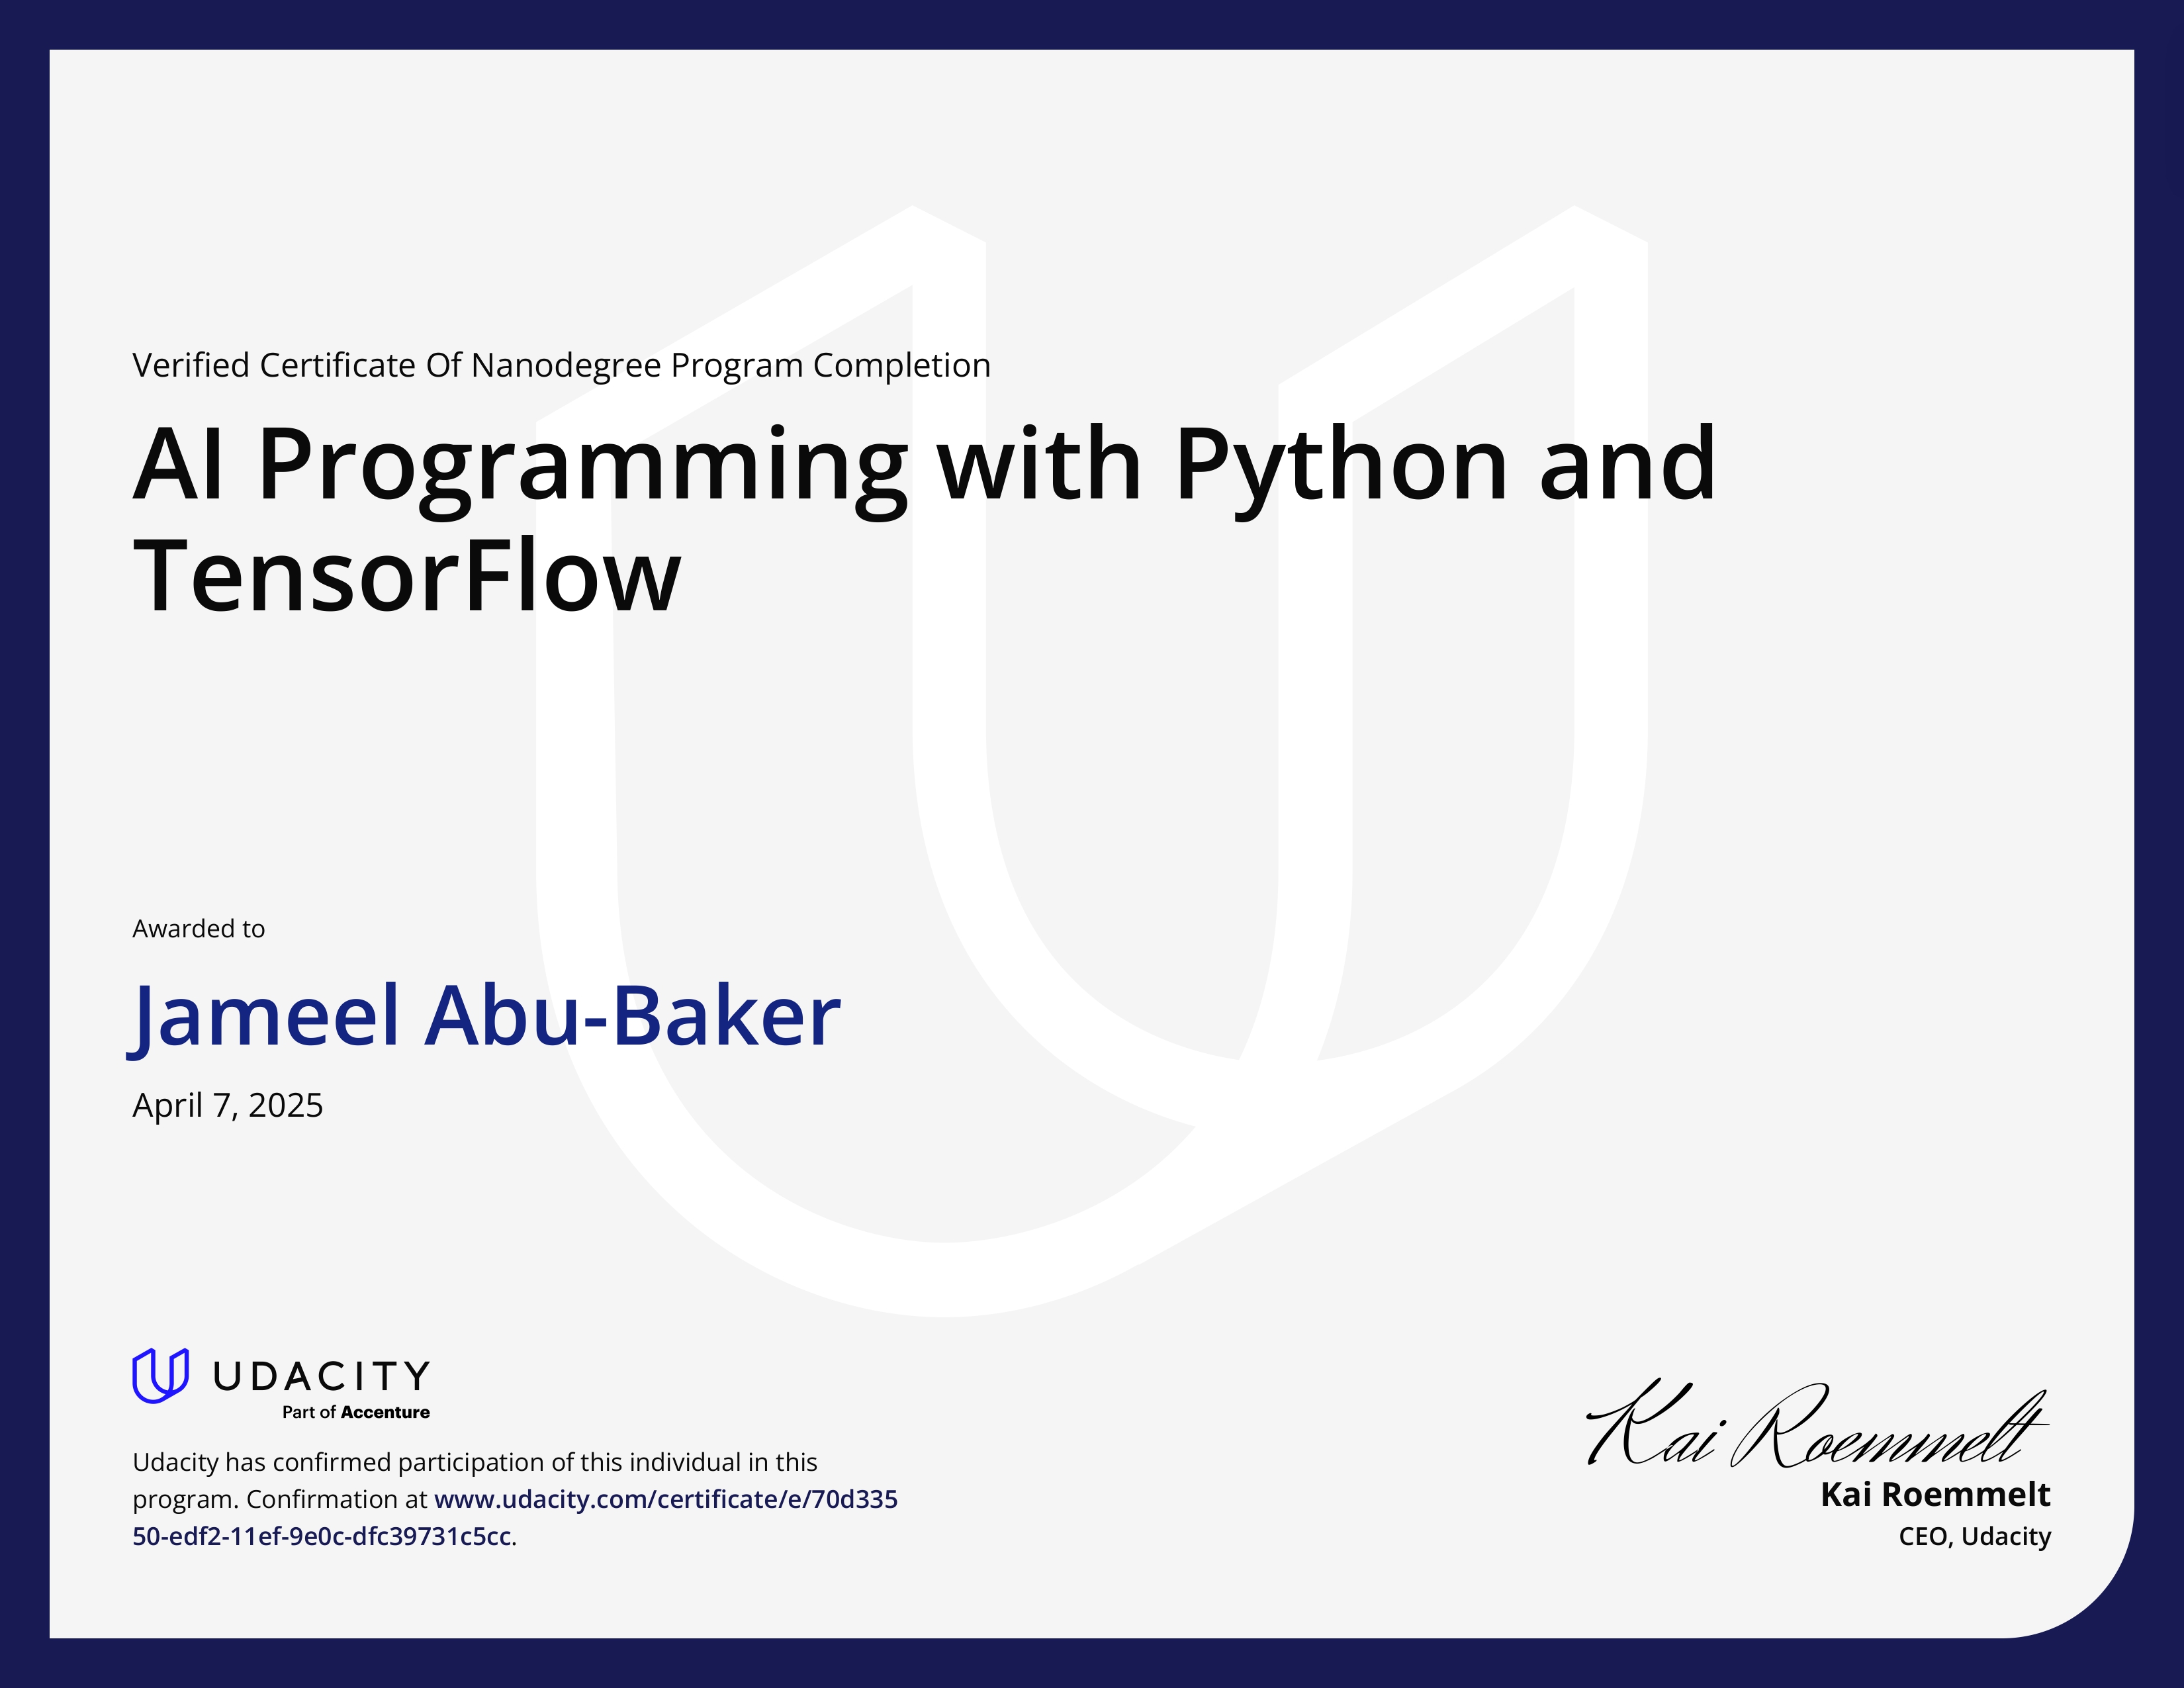 Verified Certificate Of Nanodegree Program Completion
AI Programming with Python and
TensorFlow
Awarded to
Jameel Abu-Baker
April 7, 2025
UDACITY
Part of Accenture
Udacity has confirmed participation of this individual in this
program. Confirmation at www.udacity.com/certificate/e/70d335
50-edf2-11ef-9e0c-dfc39731c5cc.
Kai Roemmelt
Kai Roemmelt
CEO, Udacity